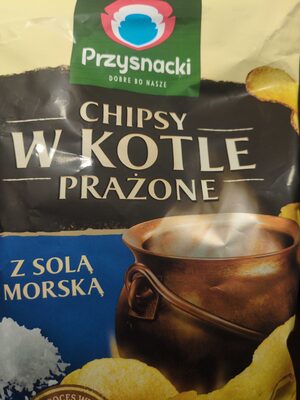 Przysnacki
DOBRE BO NASZE
CHIPSY
W KOTLE
PRAŻONE
Z SOLĄ
MORSKĄ